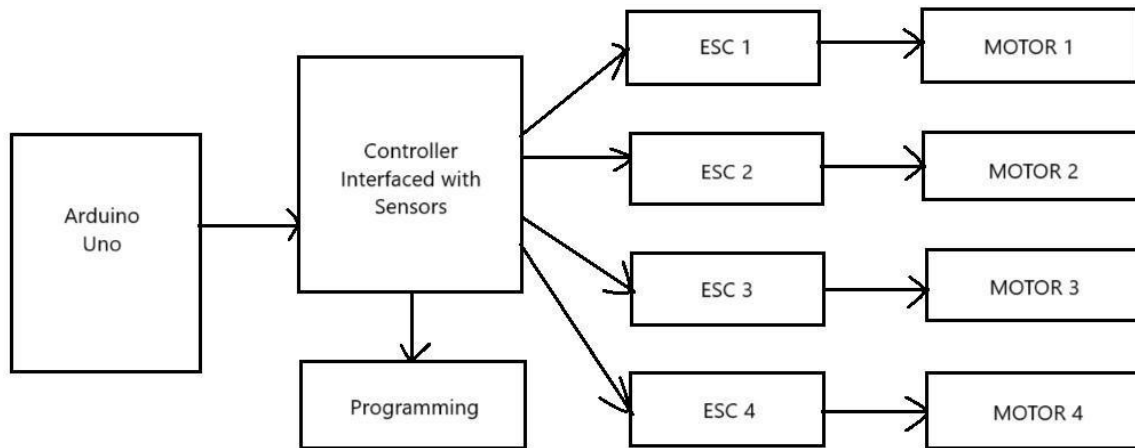 Arduino
Uno
Controller
Interfaced with
Sensors
Programming
ESC 1
MOTOR 1
ESC 2
MOTOR 2
ESC 3
MOTOR 3
ESC 4
MOTOR 4